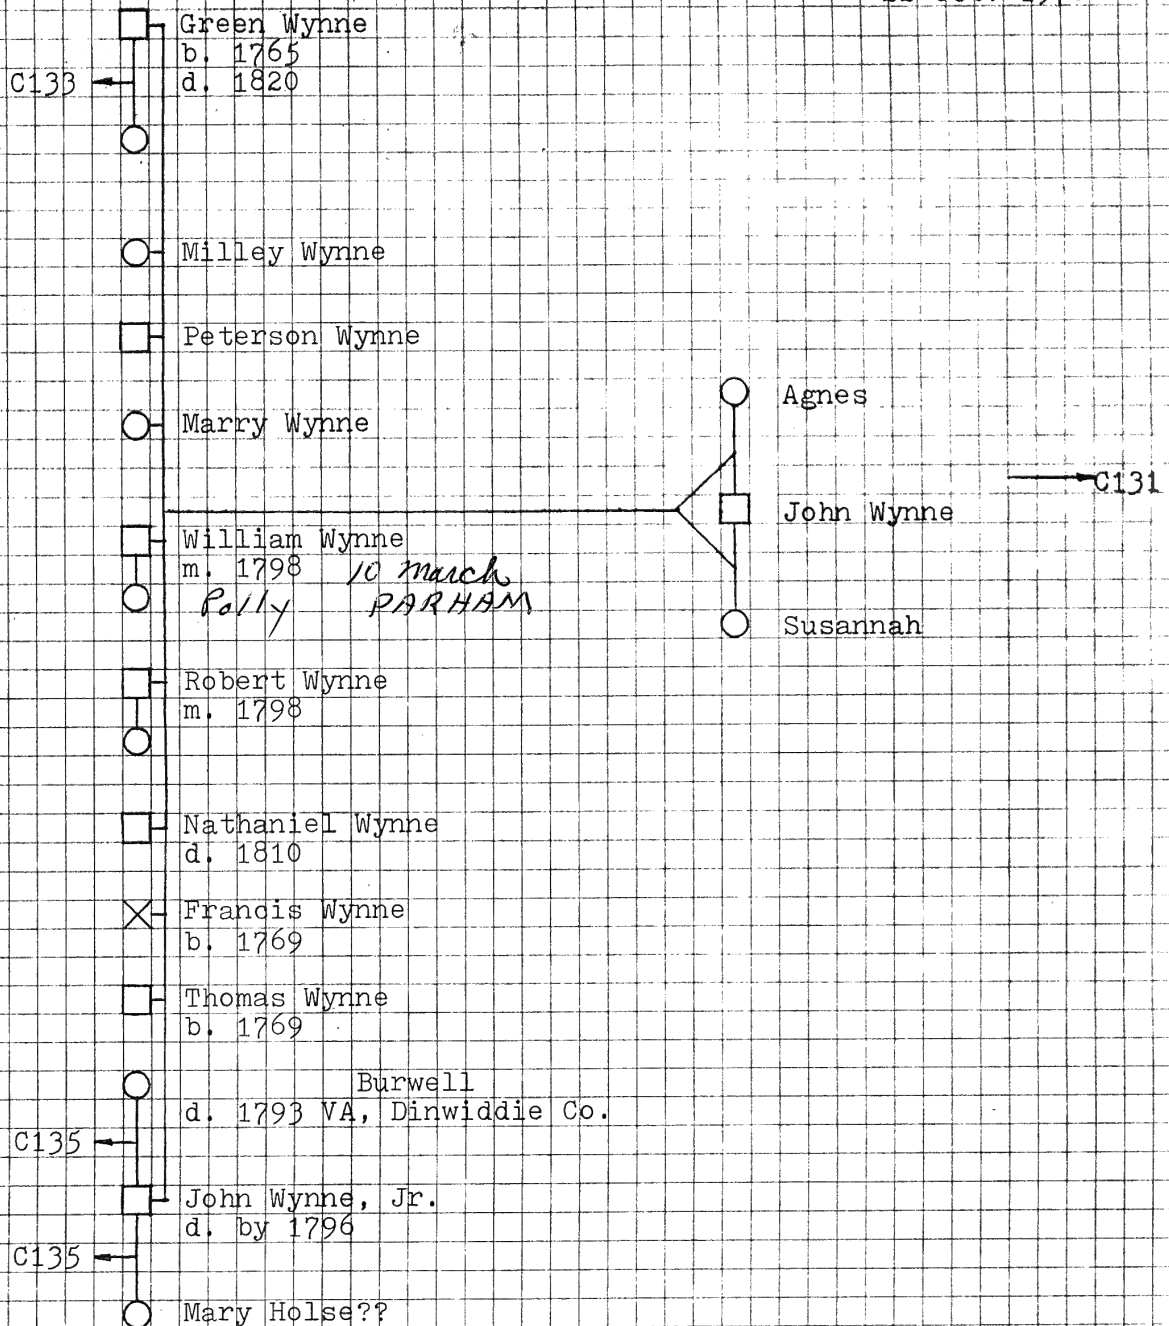 Green Wynne
b. 1765
C133
d. 1820
Milley Wynne
Peterson Wynne
Marry Wynne
Agnes
C131
John Wynne
William Wynne
m. 1798 10 March
Polly PARHAM
Susannah
Robert Wynne
m. 1798
Nathaniel Wynne
d. 1810
Francis Wynne
b. 1769
Thomas Wynne
b. 1769
Burwell
d. 1793 VA, Dinwiddie Co.
C135
John Wynne, Jr.
d. by 1796
C135
Mary Holse??